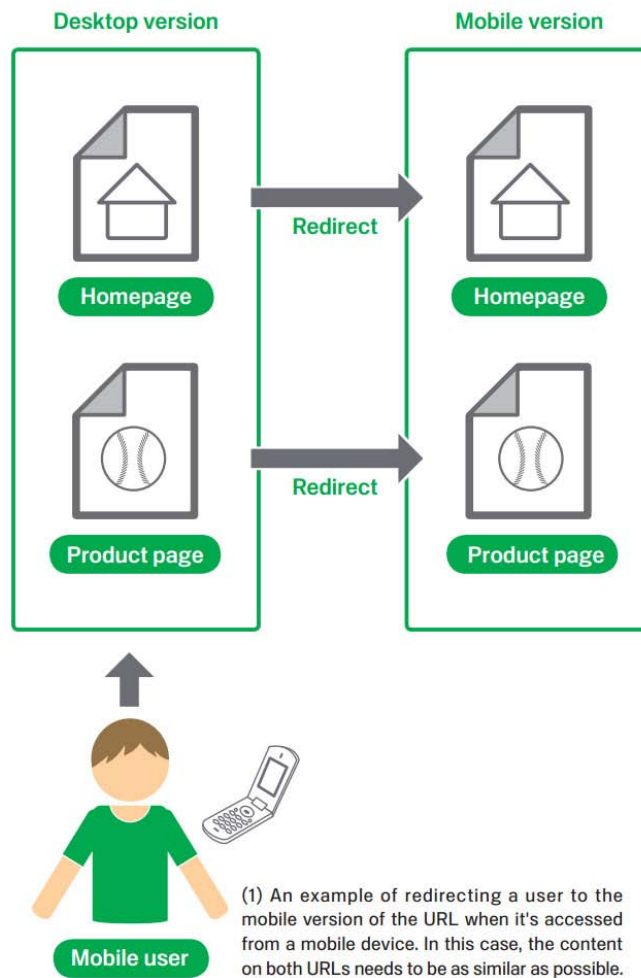 Desktop version
Mobile version
Redirect
Homepage
Homepage
Redirect
Product page
Product page
(1) An example of redirecting a user to the
mobile version of the URL when it's accessed
from a mobile device. In this case, the content
on both URLs needs to be as similar as possible.
Mobile user